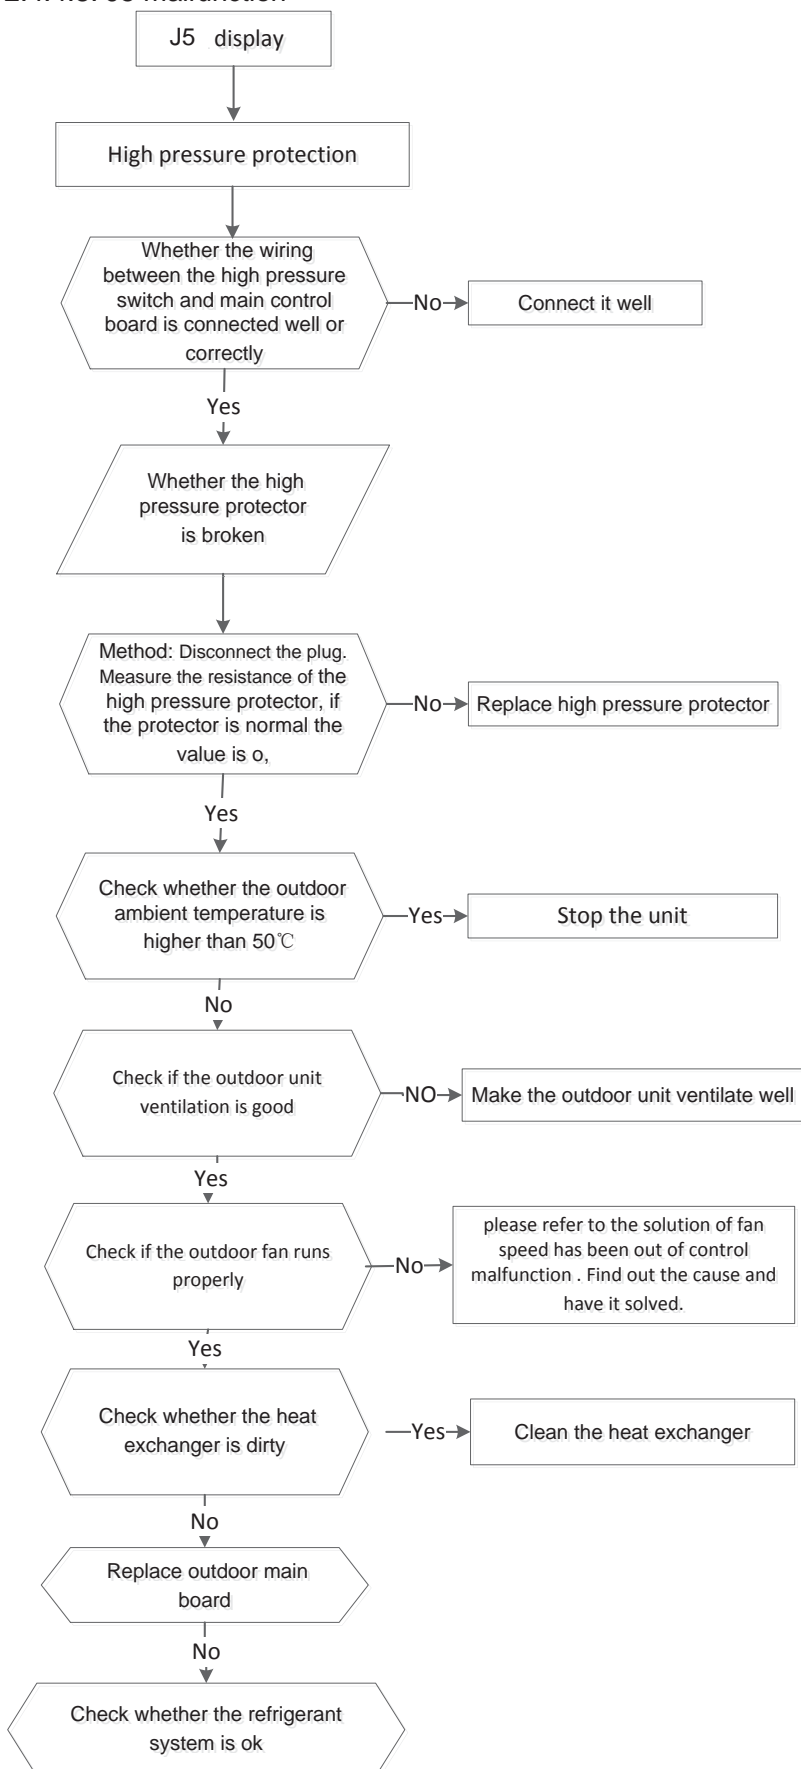 malfunction
J5 display
High pressure protection
Whether the wiring
between the high pressure
switch and main control
board is connected well or
correctly
No
Connect it well
Yes
Whether the high
pressure protector
is broken
Method: Disconnect the plug.
Measure the resistance of the
high pressure protector, if
the protector is normal the
value is o,
No
Replace high pressure protector
Yes
Check whether the outdoor
ambient temperature is
higher than 50℃
Yes
Stop the unit
No
Check if the outdoor unit
ventilation is good
NO
Make the outdoor unit ventilate well
Yes
Check if the outdoor fan runs
properly
No
please refer to the solution of fan
speed has been out of control
malfunction . Find out the cause and
have it solved.
Yes
Check whether the heat
exchanger is dirty
Yes
Clean the heat exchanger
No
Replace outdoor main
board
No
Check whether the refrigerant
system is ok